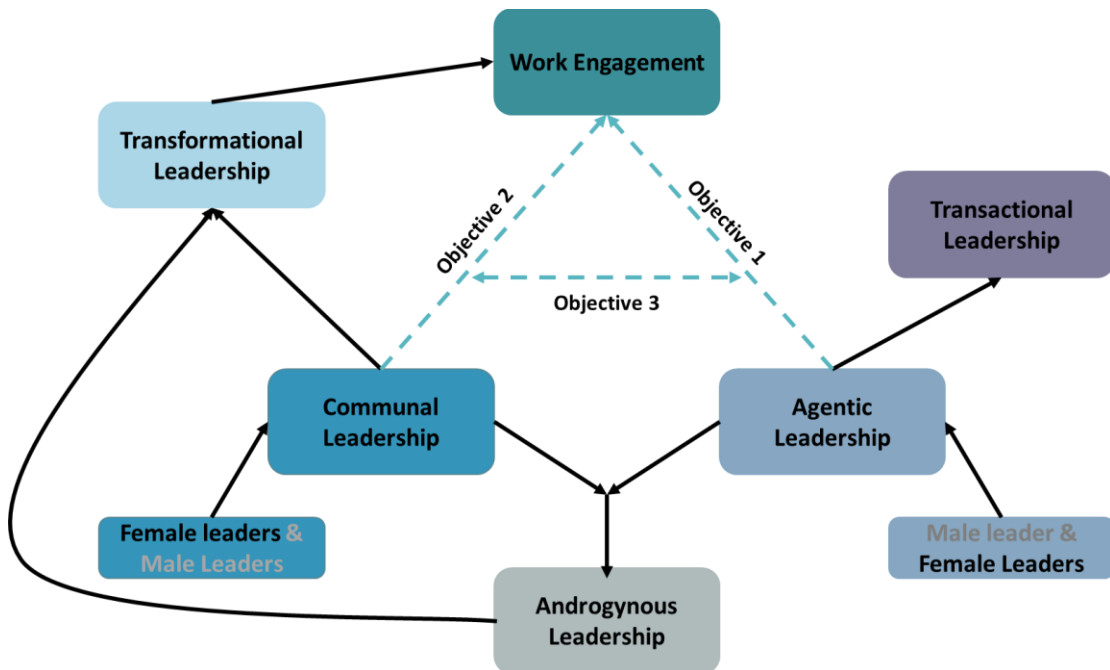 Work Engagement
Transformational
Leadership
Objective 2
Objective 1
Transactional
Leadership
Objective 3
Communal
Leadership
Agentic
Leadership
Female leaders &
Male Leaders
Male leader &
Female Leaders
Androgynous
Leadership